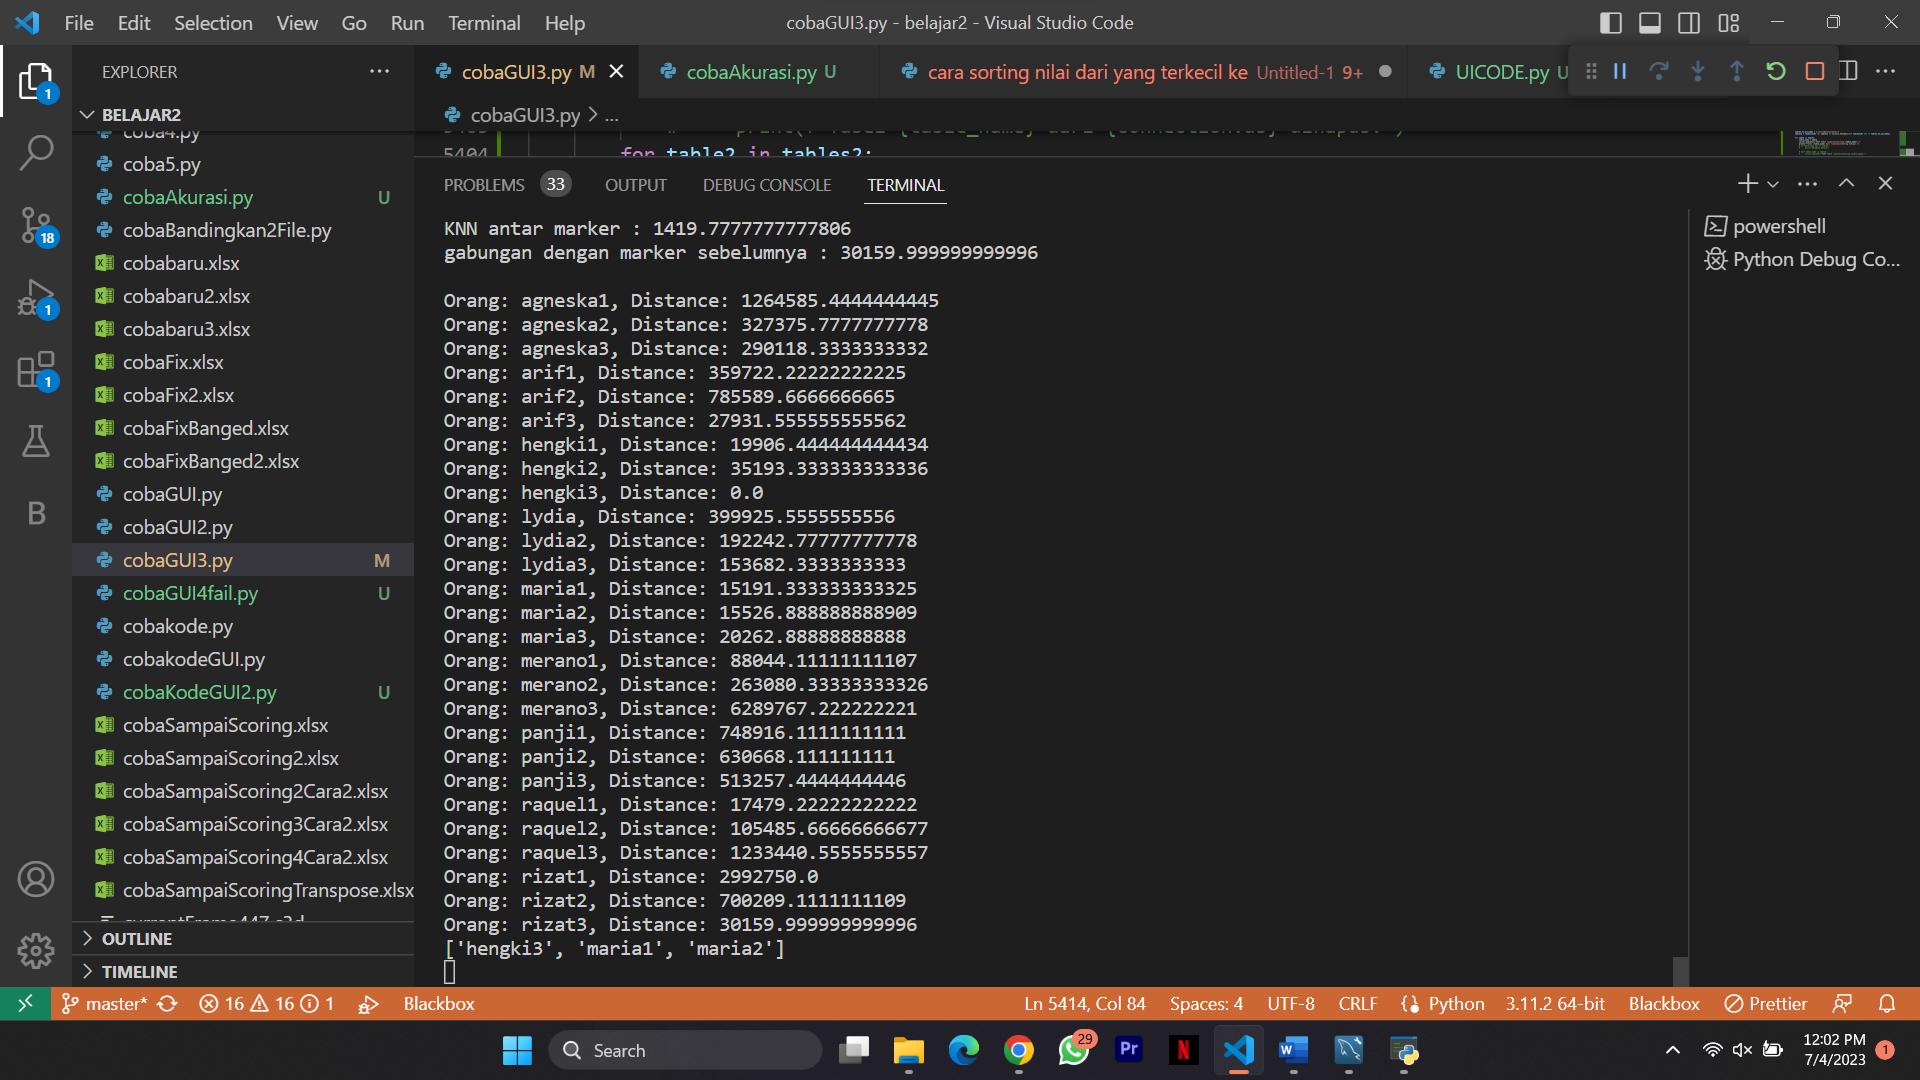 File Edit Selection View Go Run Terminal Help
cobaGUI3.py - belajar2 - Visual Studio Code
EXPLORER
cobaGUI3.py M
cobaAkurasi.py U
cara sorting nilai dari yang terkecil ke Untitled-1 9+
UICODE.py U
1
BELAJAR2
cobaGUI3.py > ...
coba4.py
5404
for table2 in tables2:
coba5.py
cobaAkurasi.py U
cobaBandingkan2File.py
cobabaru.xlsx
cobabaru2.xlsx
cobabaru3.xlsx
cobaFix.xlsx
cobaFix2.xlsx
cobaFixBanged.xlsx
cobaFixBanged2.xlsx
cobaGUI.py
cobaGUI2.py
cobaGUI3.py M
cobaGUI4fail.py U
cobakode.py
cobakodeGUI.py
cobaKodeGUI2.py U
cobaSampaiScoring.xlsx
cobaSampaiScoring2.xlsx
cobaSampaiScoring2Cara2.xlsx
cobaSampaiScoring3Cara2.xlsx
cobaSampaiScoring4Cara2.xlsx
cobaSampaiScoringTranspose.xlsx
OUTLINE
TIMELINE
18
1
1
B
PROBLEMS 33 OUTPUT DEBUG CONSOLE TERMINAL
KNN antar marker : 1419.7777777777806
gabungan dengan marker sebelumnya : 30159.999999999996
Orang: agneska1, Distance: 1264585.4444444445
Orang: agneska2, Distance: 327375.7777777778
Orang: agneska3, Distance: 290118.3333333332
Orang: arif1, Distance: 359722.22222222225
Orang: arif2, Distance: 785589.6666666665
Orang: arif3, Distance: 27931.555555555562
Orang: hengki1, Distance: 19906.444444444434
Orang: hengki2, Distance: 35193.333333333336
Orang: hengki3, Distance: 0.0
Orang: lydia, Distance: 399925.5555555556
Orang: lydia2, Distance: 192242.77777777778
Orang: lydia3, Distance: 153682.3333333333
Orang: maria1, Distance: 15191.333333333325
Orang: maria2, Distance: 15526.888888888909
Orang: maria3, Distance: 20262.88888888888
Orang: merano1, Distance: 88044.11111111107
Orang: merano2, Distance: 263080.33333333326
Orang: merano3, Distance: 6289767.222222221
Orang: panji1, Distance: 748916.1111111111
Orang: panji2, Distance: 630668.111111111
Orang: panji3, Distance: 513257.4444444446
Orang: raquel1, Distance: 17479.22222222222
Orang: raquel2, Distance: 105485.66666666677
Orang: raquel3, Distance: 1233440.5555555557
Orang: rizat1, Distance: 2992750.0
Orang: rizat2, Distance: 700209.1111111109
Orang: rizat3, Distance: 30159.999999999996
['hengki3', 'maria1', 'maria2']
powershell
Python Debug Co...
master* 16 16 1 Blackbox
Ln 5414, Col 84 Spaces: 4 UTF-8 CRLF Python 3.11.2 64-bit Blackbox Prettier
Search
29
Pr
N
W
12:02 PM
7/4/2023
1